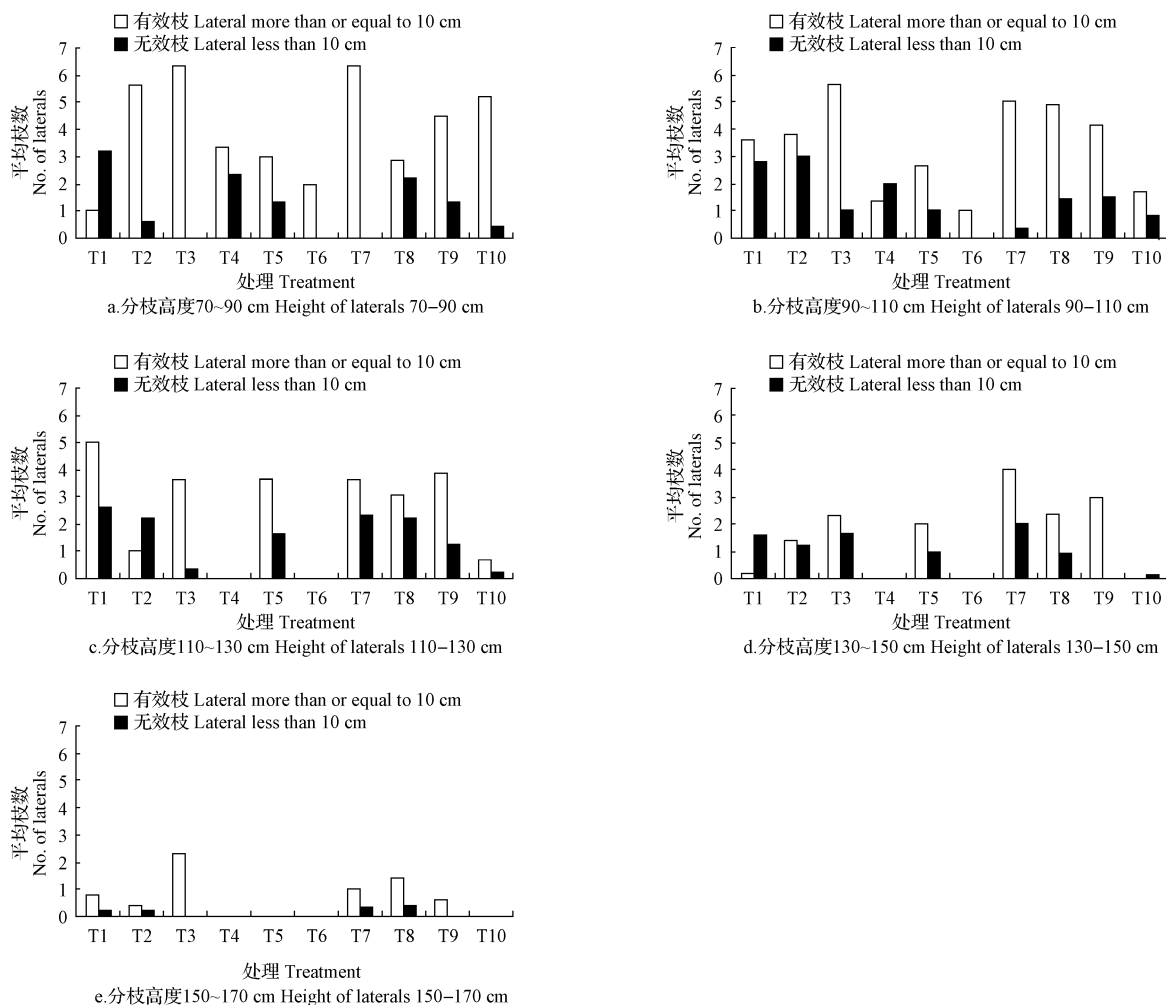 有效枝 Lateral more than or equal to 10 cm
无效枝 Lateral less than 10 cm
平均枝数
No. of laterals
7
6
5
4
3
2
1
0
T1 T2 T3 T4 T5 T6 T7 T8 T9 T10
处理 Treatment
a.分枝高度70~90 cm Height of laterals 70–90 cm
有效枝 Lateral more than or equal to 10 cm
无效枝 Lateral less than 10 cm
平均枝数
No. of laterals
7
6
5
4
3
2
1
0
T1 T2 T3 T4 T5 T6 T7 T8 T9 T10
处理 Treatment
b.分枝高度90~110 cm Height of laterals 90–110 cm
有效枝 Lateral more than or equal to 10 cm
无效枝 Lateral less than 10 cm
平均枝数
No. of laterals
7
6
5
4
3
2
1
0
T1 T2 T3 T4 T5 T6 T7 T8 T9 T10
处理 Treatment
c.分枝高度110~130 cm Height of laterals 110–130 cm
有效枝 Lateral more than or equal to 10 cm
无效枝 Lateral less than 10 cm
平均枝数
No. of laterals
7
6
5
4
3
2
1
0
T1 T2 T3 T4 T5 T6 T7 T8 T9 T10
处理 Treatment
d.分枝高度130~150 cm Height of laterals 130–150 cm
有效枝 Lateral more than or equal to 10 cm
无效枝 Lateral less than 10 cm
平均枝数
No. of laterals
7
6
5
4
3
2
1
0
T1 T2 T3 T4 T5 T6 T7 T8 T9 T10
处理 Treatment
e.分枝高度150~170 cm Height of laterals 150–170 cm